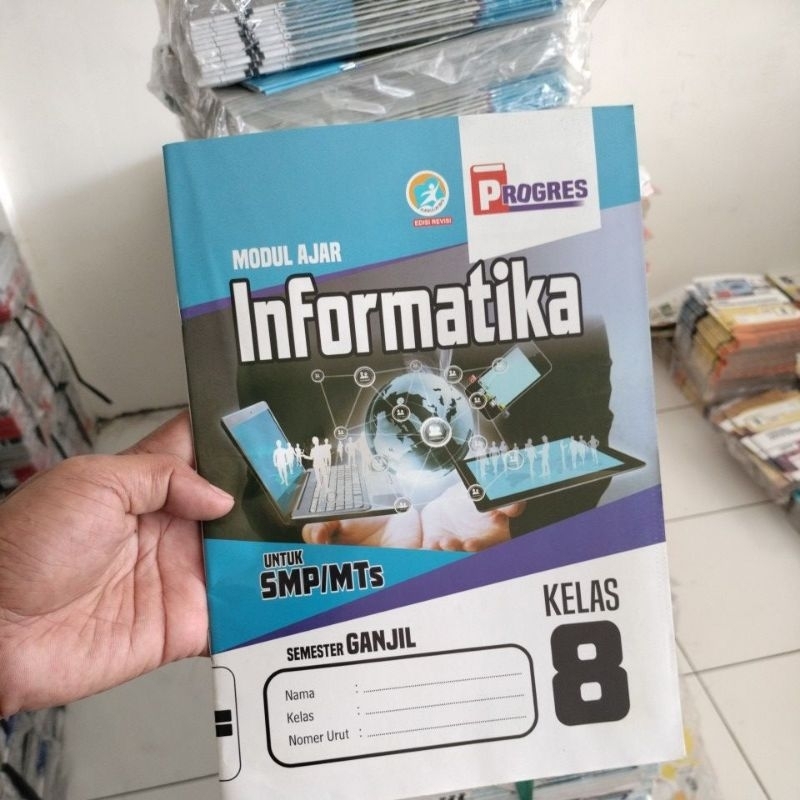 PROGRES
EDISI REVISI
MODUL AJAR
Informatika
UNTUK
SMP/MTs
KELAS
8
SEMESTER GANJIL
Nama :
Kelas :
Nomer Urut :